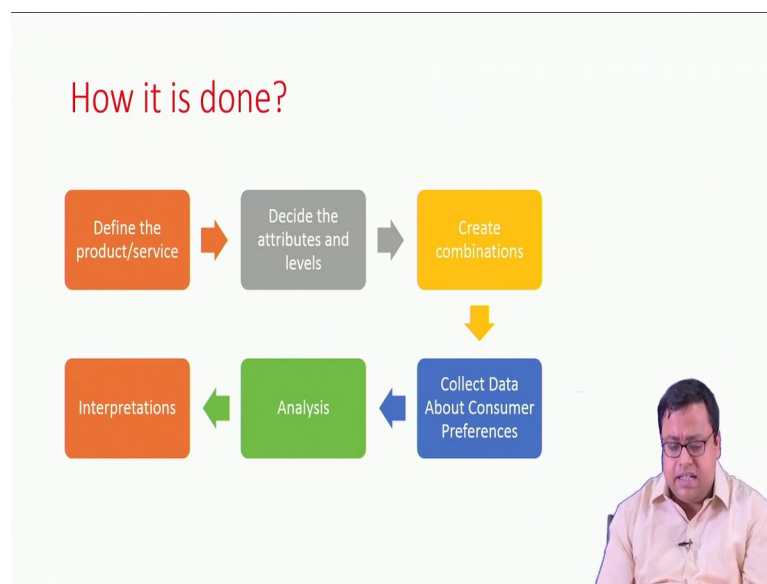 How it is done?
Define the
product/service
Decide the
attributes and
levels
Create
combinations
Collect Data
About Consumer
Preferences
Analysis
Interpretations